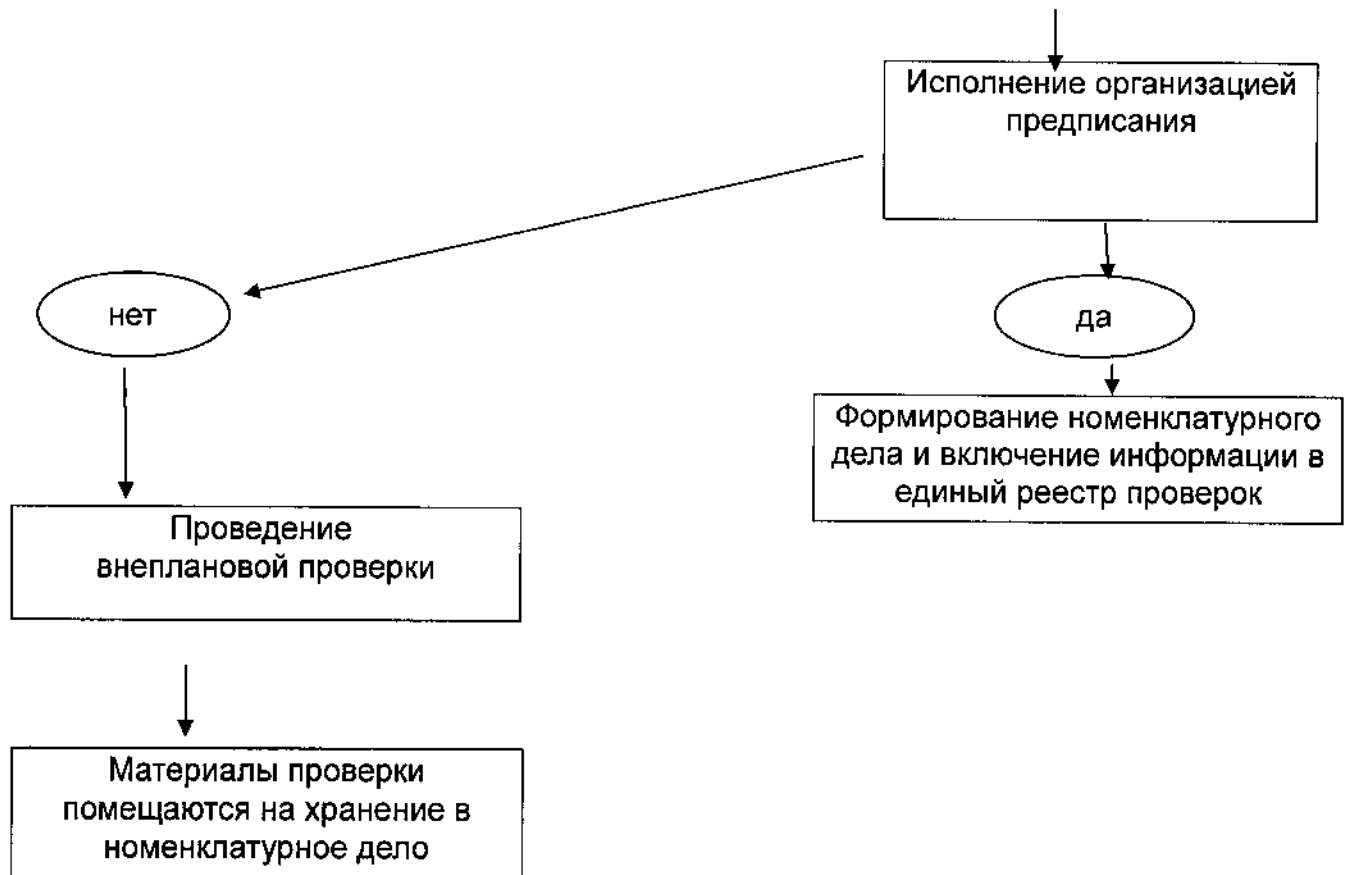 Исполнение организацией
предписания
нет
да
Формирование номенклатурного
дела и включение информации в
единый реестр проверок
Проведение
внеплановой проверки
Материалы проверки
помещаются на хранение в
номенклатурное дело